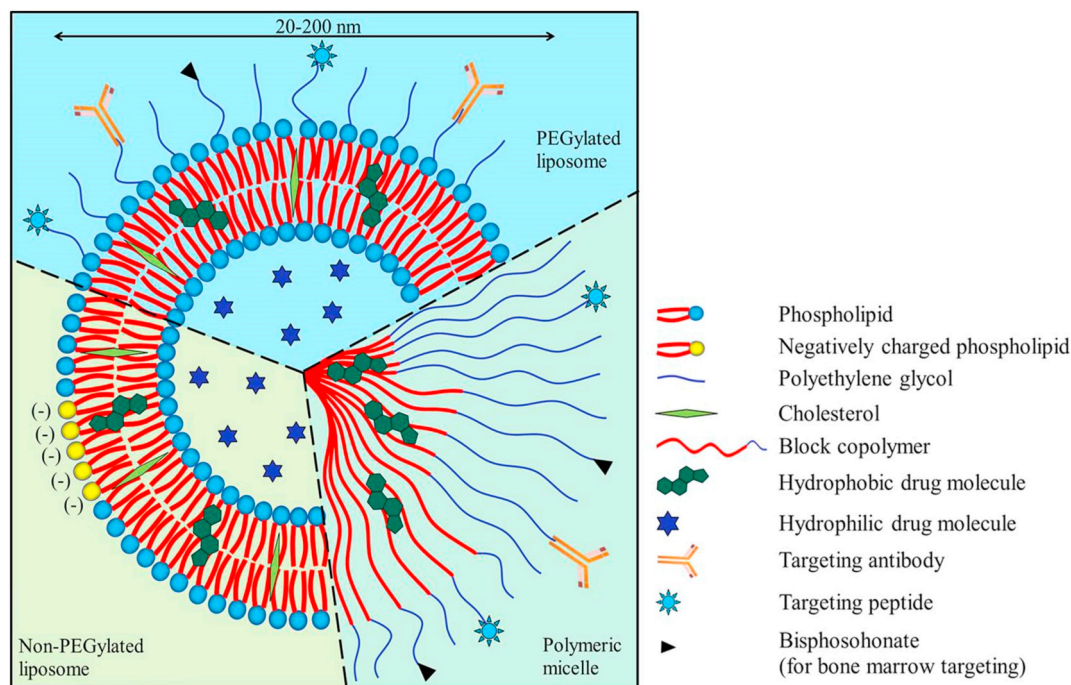 20-200 nm
PEGylated
liposome
(-)
(-)
(-)
(-)
(-)
Non-PEGylated
liposome
Polymeric
micelle
Phospholipid
Negatively charged phospholipid
Polyethylene glycol
Cholesterol
Block copolymer
Hydrophobic drug molecule
Hydrophilic drug molecule
Targeting antibody
Targeting peptide
Bisphosohonate
(for bone marrow targeting)